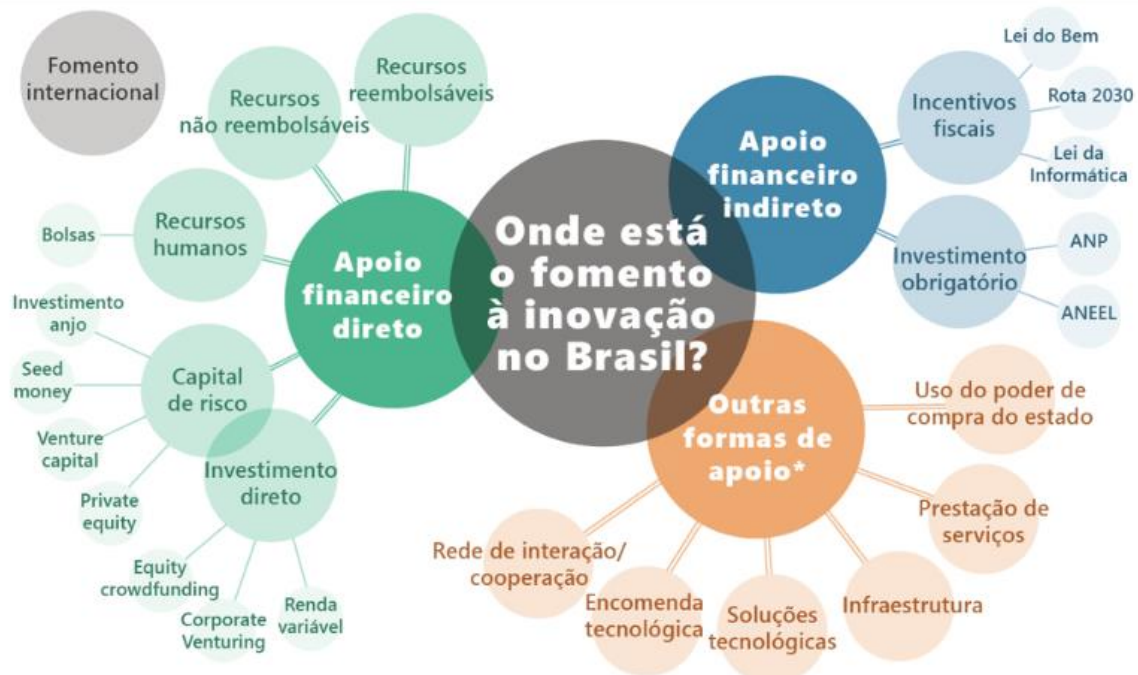 Fomento
internacional
Recursos
não reembolsáveis
Recursos
reembolsáveis
Recursos
humanos
Bolsas
Apoio
financeiro
direto
Investimento
anjo
Seed
money
Venture
capital
Private
equity
Capital
de risco
Investimento
direto
Equity
crowdfunding
Corporate
Venturing
Renda
variável
Onde está
o fomento
à inovação
no Brasil?
Apoio
financeiro
indireto
Incentivos
fiscais
Lei do Bem
Rota 2030
Lei da
Informática
Investimento
obrigatório
ANP
ANEEL
Outras
formas de
apoio*
Uso do poder de
compra do estado
Prestação de
serviços
Infraestrutura
Soluções
tecnológicas
Encomenda
tecnológica
Rede de interação/
cooperação